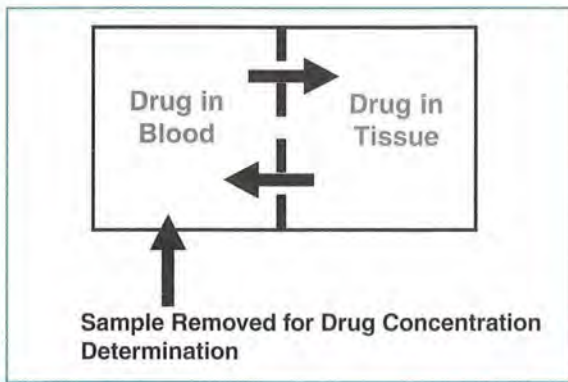 Drug in
Blood
Drug in
Tissue
Sample Removed for Drug Concentration
Determination